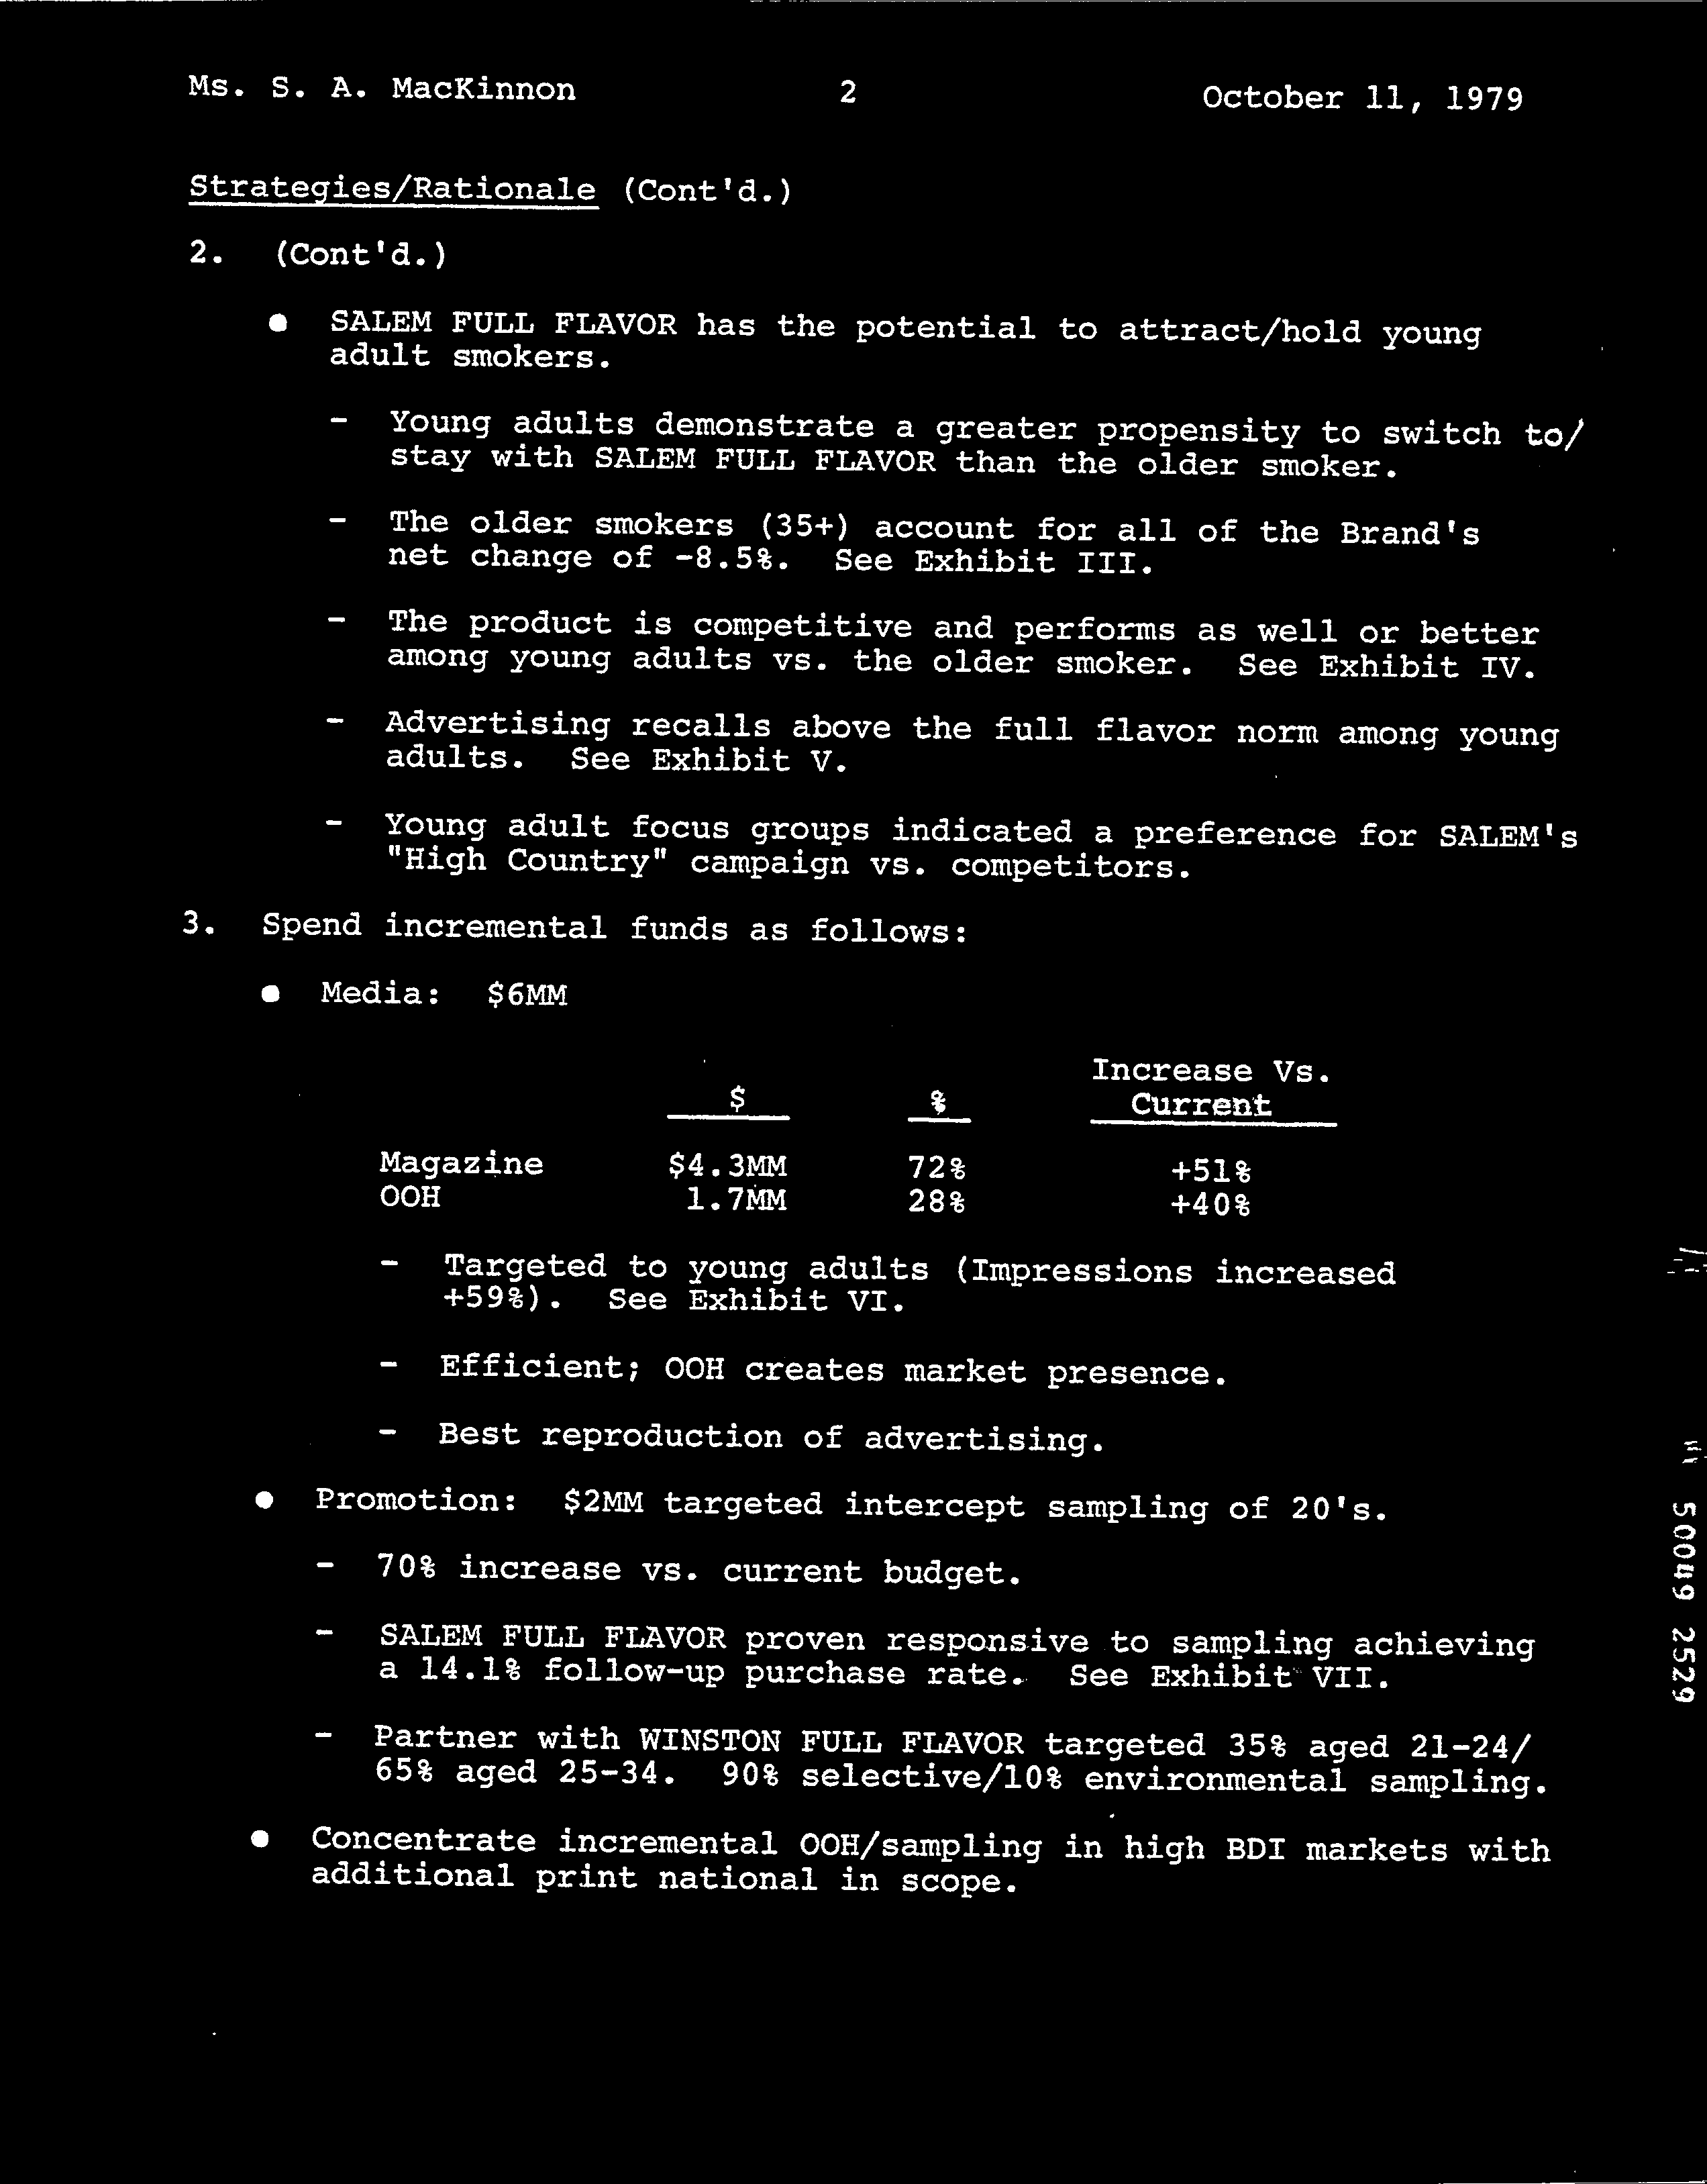 Ms. S. A. MacKinnon 2 October 11, 1979
Strategies/Rationale (Cont'd.)
2. (Cont'd.)
● SALEM FULL FLAVOR has the potential to attract/hold young
adult smokers.
- Young adults demonstrate a greater propensity to switch to/
stay with SALEM FULL FLAVOR than the older smoker.
- The older smokers (35+) account for all of the Brand's
net change of -8.5%. See Exhibit III.
- The product is competitive and performs as well or better
among young adults vs. the older smoker. See Exhibit IV.
- Advertising recalls above the full flavor norm among young
adults. See Exhibit V.
- Young adult focus groups indicated a preference for SALEM's
"High Country" campaign vs. competitors.
3. Spend incremental funds as follows:
● Media: $6MM
Increase Vs.
$ % Current
Magazine $4.3MM 72% +51%
OOH 1.7MM 28% +40%
- Targeted to young adults (Impressions increased
+59%). See Exhibit VI.
- Efficient; OOH creates market presence.
- Best reproduction of advertising.
● Promotion: $2MM targeted intercept sampling of 20's.
- 70% increase vs. current budget.
- SALEM FULL FLAVOR proven responsive to sampling achieving
a 14.1% follow-up purchase rate. See Exhibit VII.
- Partner with WINSTON FULL FLAVOR targeted 35% aged 21-24/
65% aged 25-34. 90% selective/10% environmental sampling.
● Concentrate incremental OOH/sampling in high BDI markets with
additional print national in scope.
50049 2529